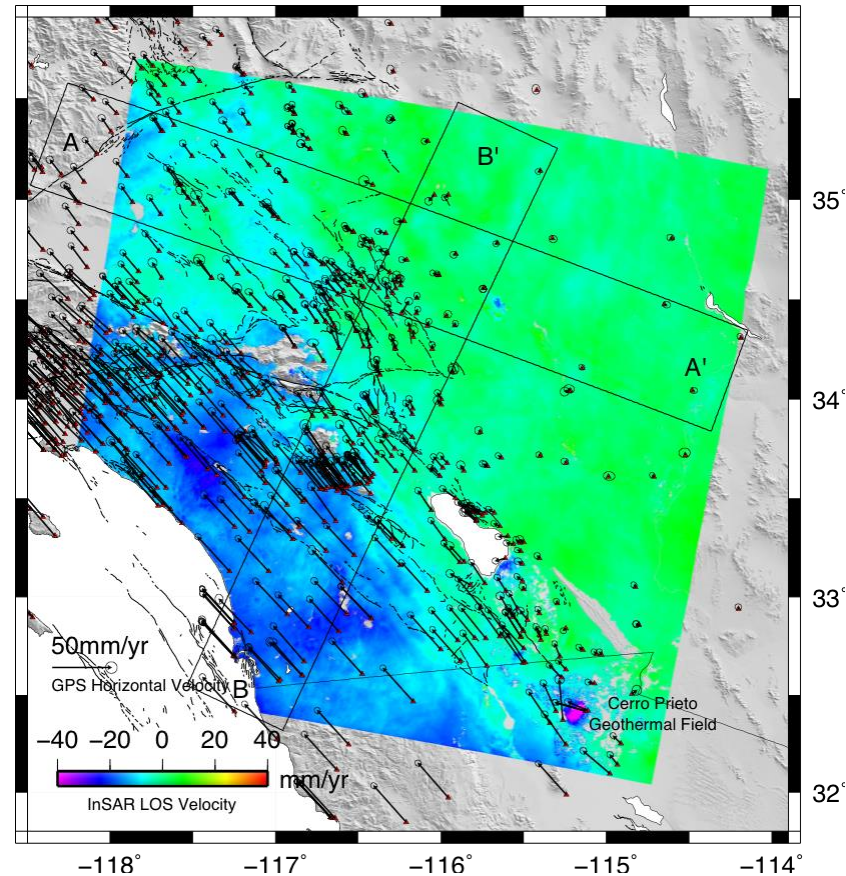 A
B'
35°
A'
34°
33°
50mm/yr
GPS Horizontal Velocity
B
Cerro Prieto
Geothermal Field
−40 −20 0 20 40
mm/yr
InSAR LOS Velocity
32°
−118° −117° −116° −115° −114°